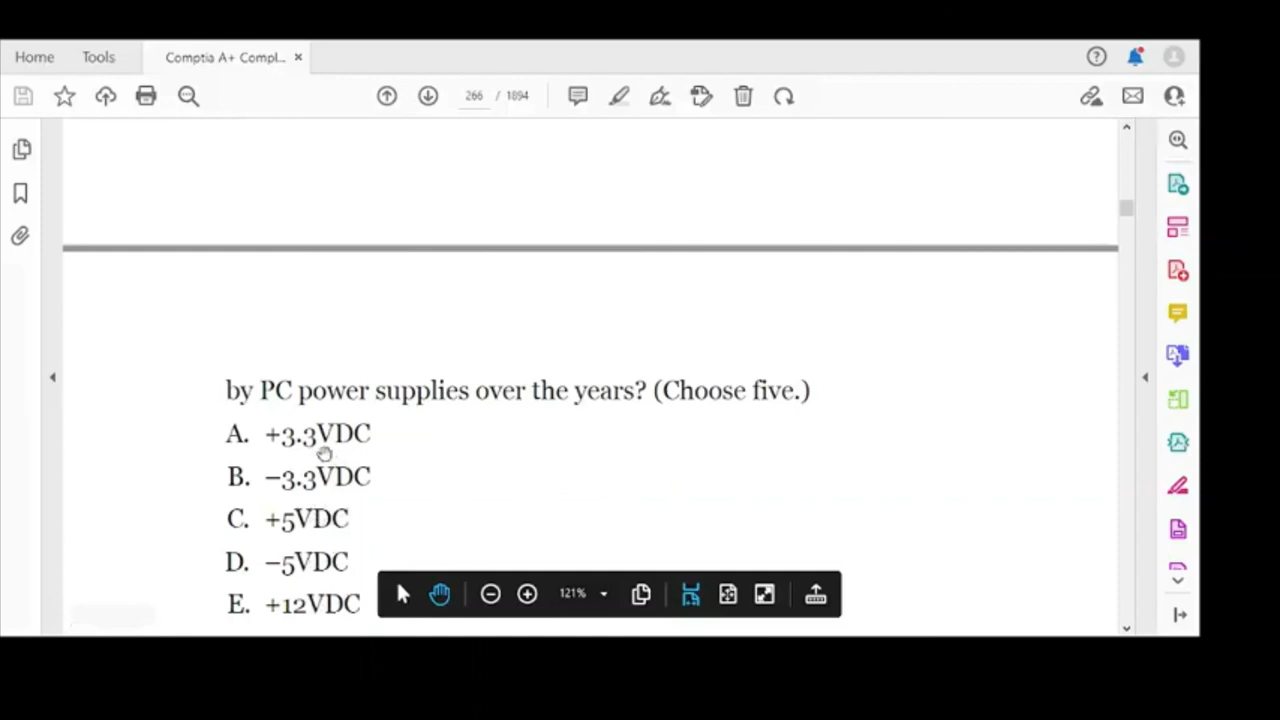 Home Tools Comptia A+ Compl... ×
266 / 1894
by PC power supplies over the years? (Choose five.)
A. +3.3VDC
B. –3.3VDC
C. +5VDC
D. –5VDC
E. +12VDC
121%